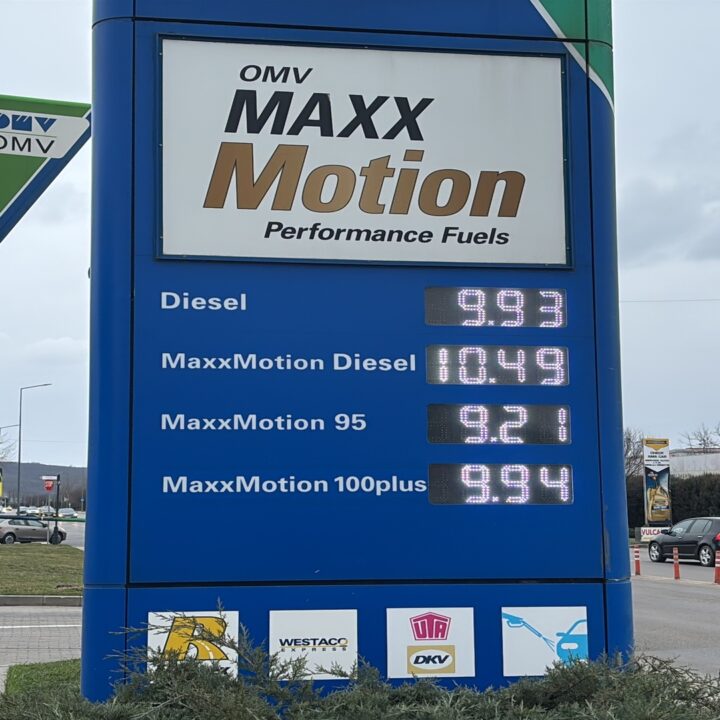 OMV
MAXX
Motion
Performance Fuels
OMV
Diesel 9.93
MaxxMotion Diesel 10.49
MaxxMotion 95 9.21
MaxxMotion 100plus 9.94
R
WESTACO
EXPRESS
UTA
DKV